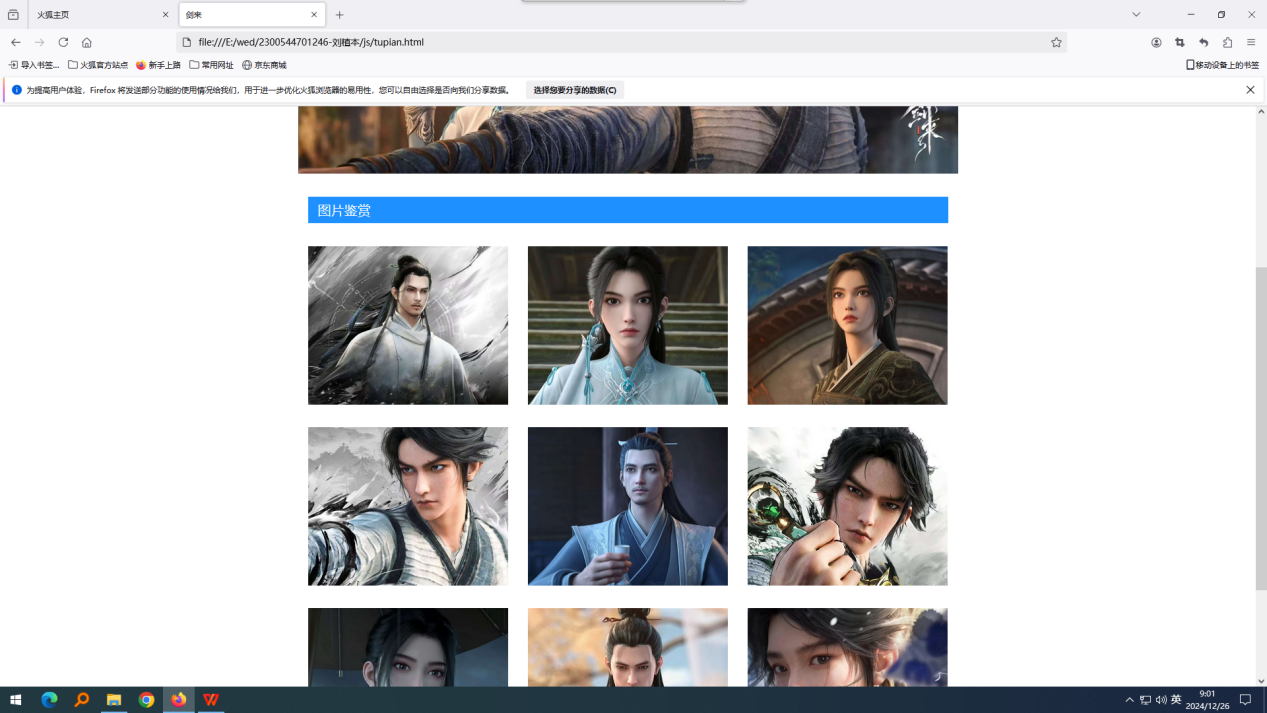 火狐主页
剑来
file:///E:/wed/2300544701246-刘楂本/js/tupian.html
导入书签... 火狐官方站点 新手上路 常用网址 京东商城 移动设备上的书签
为提高用户体验，Firefox 将发送部分功能的使用情况给我们，用于进一步优化火狐浏览器的易用性，您可以自由选择是否向我们分享数据。 选择您要分享的数据(C)
剑来
图片鉴赏
英
9:01
2024/12/26